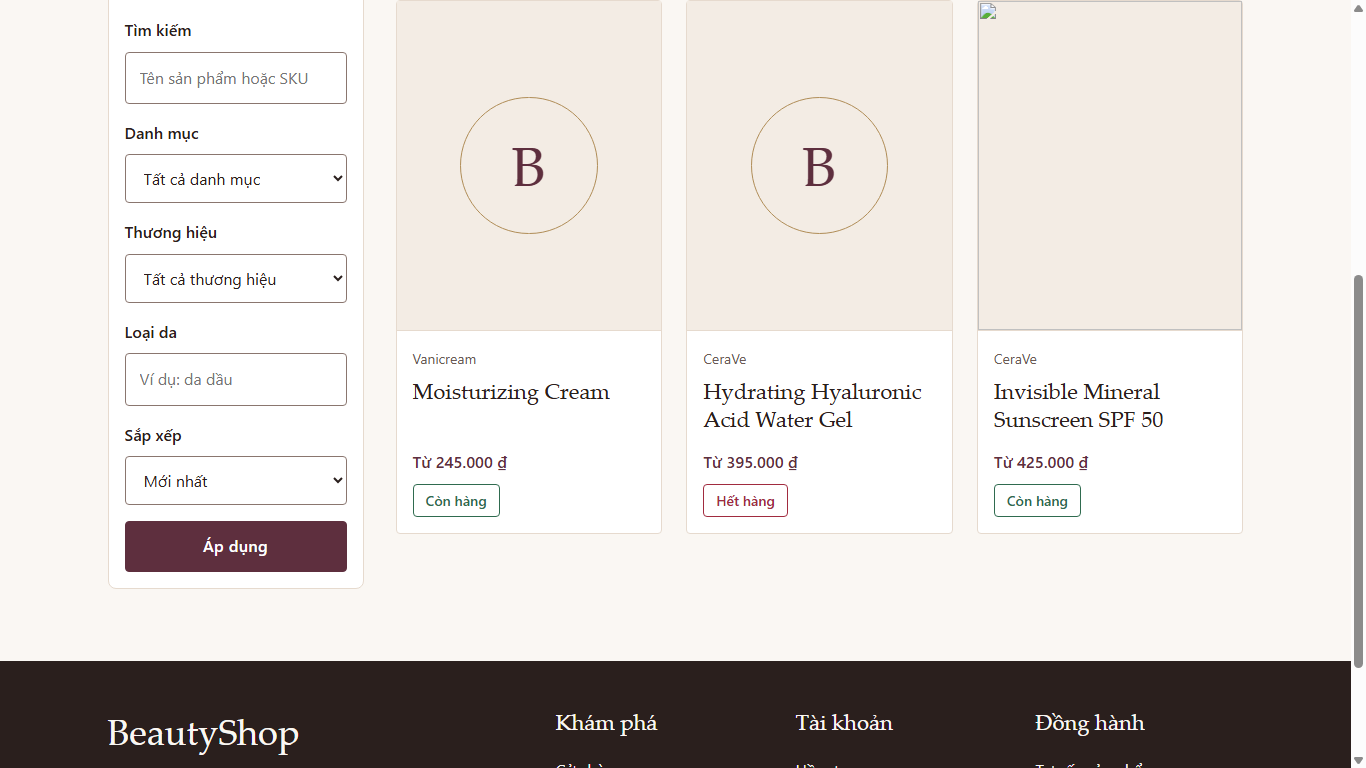 Tìm kiếm
Tên sản phẩm hoặc SKU
Danh mục
Tất cả danh mục
Thương hiệu
Tất cả thương hiệu
Loại da
Ví dụ: da dầu
Sắp xếp
Mới nhất
Áp dụng
B
Vanicream
Moisturizing Cream
Từ 245.000 ₫
Còn hàng
B
CeraVe
Hydrating Hyaluronic
Acid Water Gel
Từ 395.000 ₫
Hết hàng
CeraVe
Invisible Mineral
Sunscreen SPF 50
Từ 425.000 ₫
Còn hàng
BeautyShop
Khám phá
Tài khoản
Đồng hành